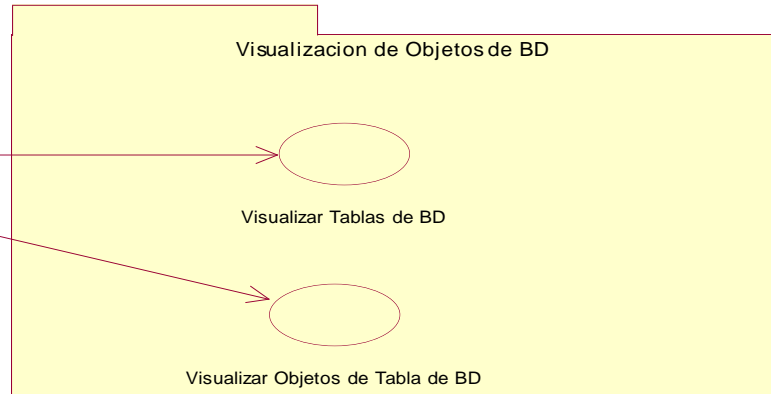 Visualizacion de Objetos de BD
Visualizar Tablas de BD
Visualizar Objetos de Tabla de BD